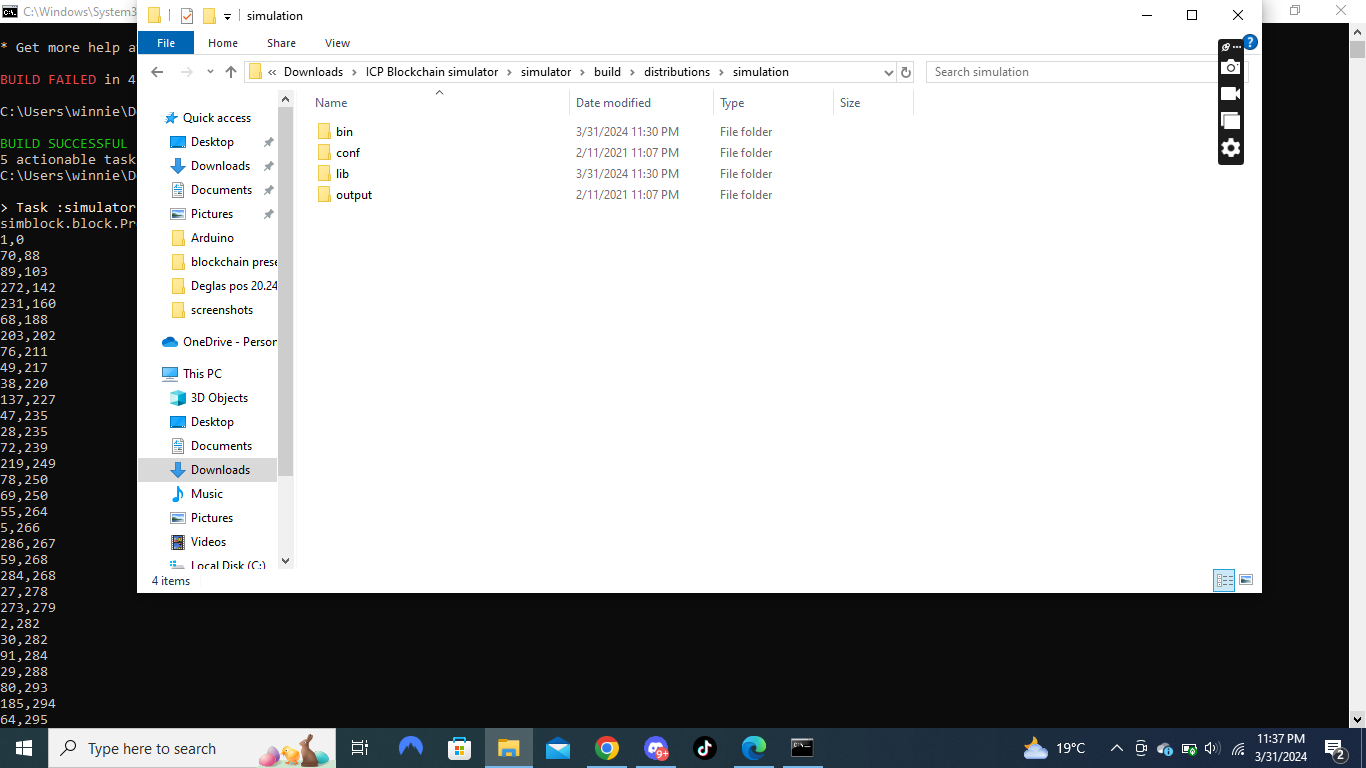 C:\Windows\System3
simulation
* Get more help a
File Home Share View
BUILD FAILED in 4
« Downloads › ICP Blockchain simulator › simulator › build › distributions › simulation
Search simulation
C:\Users\winnie\D
BUILD SUCCESSFUL
5 actionable task
C:\Users\winnie\D
> Task :simulator
simblock.block.Pr
1,0
70,88
89,103
272,142
231,160
68,188
203,202
76,211
49,217
38,220
137,227
47,235
28,235
72,239
219,249
78,250
69,250
55,264
5,266
286,267
59,268
284,268
27,278
273,279
2,282
30,282
91,284
29,288
80,293
185,294
64,295
Quick access
Desktop
Downloads
Documents
Pictures
Arduino
blockchain prese
Deglas pos 20.24
screenshots
OneDrive - Person
This PC
3D Objects
Desktop
Documents
Downloads
Music
Pictures
Videos
Local Disk (C:)
Name Date modified Type Size
bin 3/31/2024 11:30 PM File folder
conf 2/11/2021 11:07 PM File folder
lib 3/31/2024 11:30 PM File folder
output 2/11/2021 11:07 PM File folder
4 items
?
Type here to search
9+
19°C
11:37 PM
3/31/2024
2